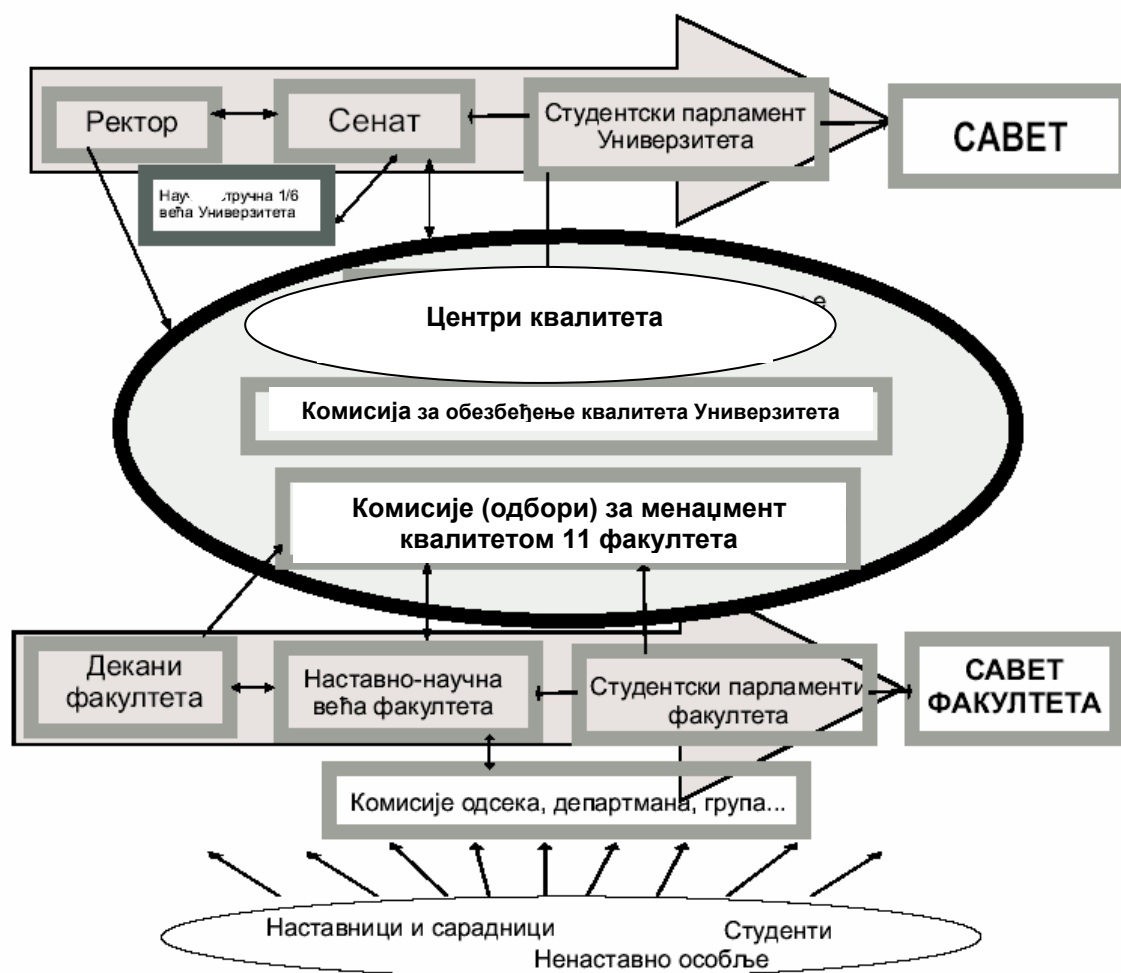 Ректор
Сенат
Студентски парламент
Универзитета
САВЕТ
тручна 1/6
већа Универзитета
Центри квалитета
Комисија за обезбеђење квалитета Универзитета
Комисије (одбори) за менаџмент
квалитетом 11 факултета
Декани
факултета
Наставно-научна
већа факултета
Студентски парламенти
факултета
САВЕТ
ФАКУЛТЕТА
Комисије одсека, департмана, група...
Наставници и сарадници
Студенти
Ненаставно особље